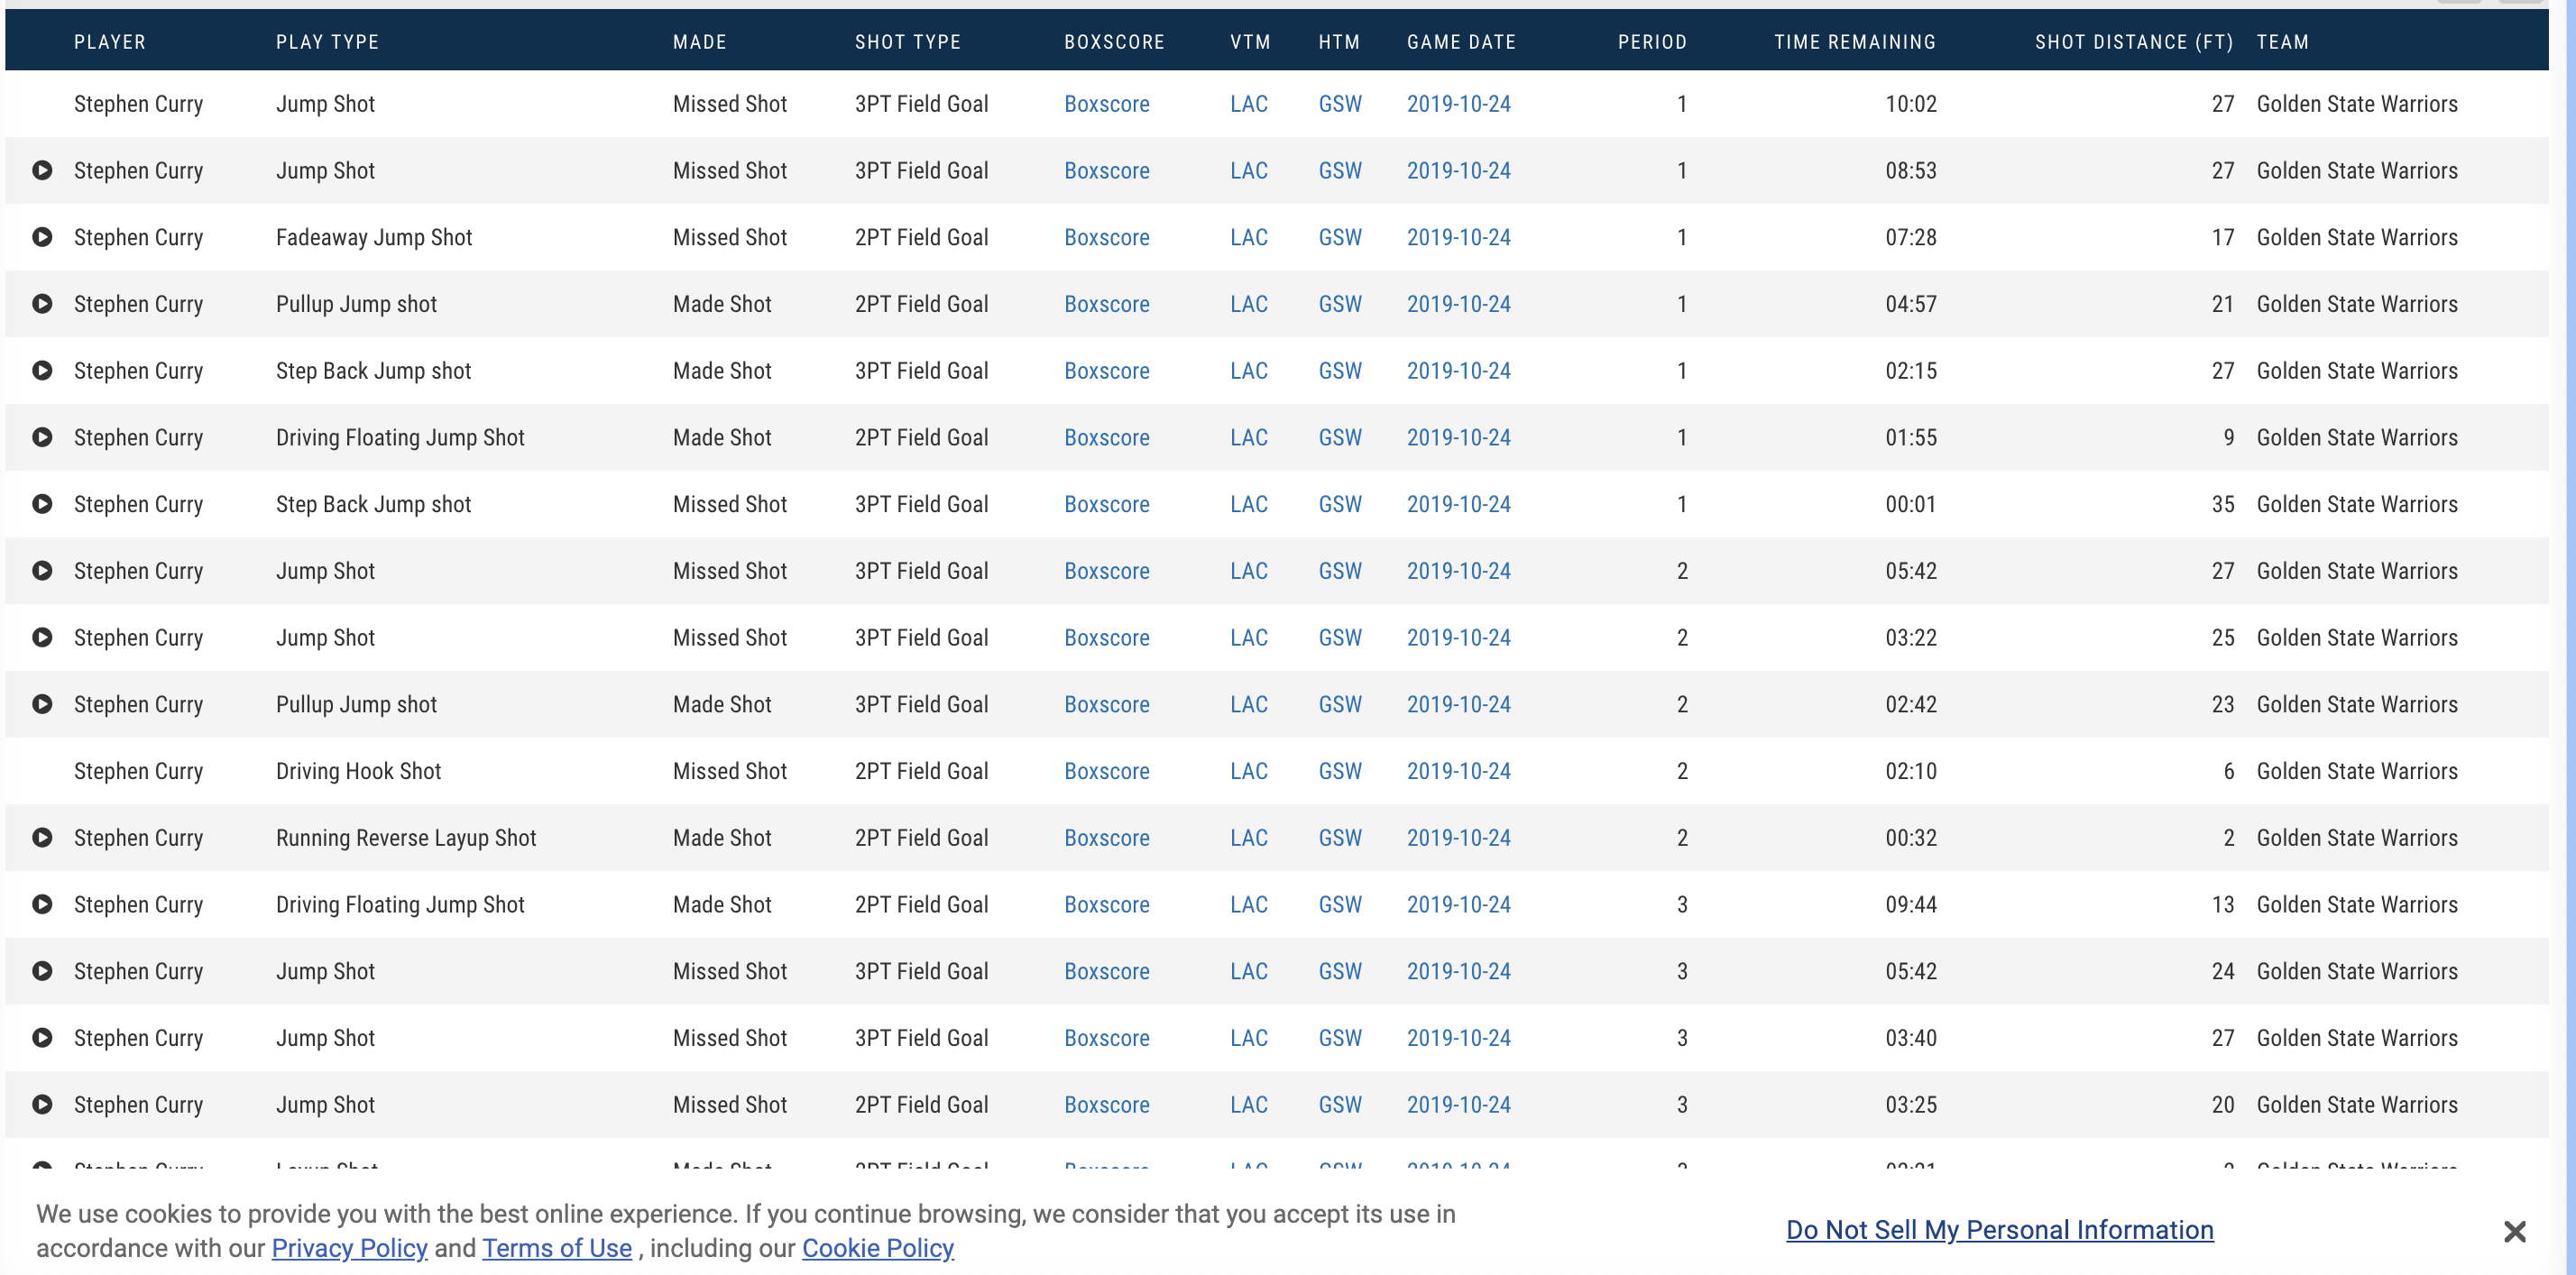 PLAYER PLAY TYPE MADE SHOT TYPE BOXSCORE VTM HTM GAME DATE PERIOD TIME REMAINING SHOT DISTANCE (FT) TEAM
Stephen Curry Jump Shot Missed Shot 3PT Field Goal Boxscore LAC GSW 2019-10-24 1 10:02 27 Golden State Warriors
Stephen Curry Jump Shot Missed Shot 3PT Field Goal Boxscore LAC GSW 2019-10-24 1 08:53 27 Golden State Warriors
Stephen Curry Fadeaway Jump Shot Missed Shot 2PT Field Goal Boxscore LAC GSW 2019-10-24 1 07:28 17 Golden State Warriors
Stephen Curry Pullup Jump shot Made Shot 2PT Field Goal Boxscore LAC GSW 2019-10-24 1 04:57 21 Golden State Warriors
Stephen Curry Step Back Jump shot Made Shot 3PT Field Goal Boxscore LAC GSW 2019-10-24 1 02:15 27 Golden State Warriors
Stephen Curry Driving Floating Jump Shot Made Shot 2PT Field Goal Boxscore LAC GSW 2019-10-24 1 01:55 9 Golden State Warriors
Stephen Curry Step Back Jump shot Missed Shot 3PT Field Goal Boxscore LAC GSW 2019-10-24 1 00:01 35 Golden State Warriors
Stephen Curry Jump Shot Missed Shot 3PT Field Goal Boxscore LAC GSW 2019-10-24 2 05:42 27 Golden State Warriors
Stephen Curry Jump Shot Missed Shot 3PT Field Goal Boxscore LAC GSW 2019-10-24 2 03:22 25 Golden State Warriors
Stephen Curry Pullup Jump shot Made Shot 3PT Field Goal Boxscore LAC GSW 2019-10-24 2 02:42 23 Golden State Warriors
Stephen Curry Driving Hook Shot Missed Shot 2PT Field Goal Boxscore LAC GSW 2019-10-24 2 02:10 6 Golden State Warriors
Stephen Curry Running Reverse Layup Shot Made Shot 2PT Field Goal Boxscore LAC GSW 2019-10-24 2 00:32 2 Golden State Warriors
Stephen Curry Driving Floating Jump Shot Made Shot 2PT Field Goal Boxscore LAC GSW 2019-10-24 3 09:44 13 Golden State Warriors
Stephen Curry Jump Shot Missed Shot 3PT Field Goal Boxscore LAC GSW 2019-10-24 3 05:42 24 Golden State Warriors
Stephen Curry Jump Shot Missed Shot 3PT Field Goal Boxscore LAC GSW 2019-10-24 3 03:40 27 Golden State Warriors
Stephen Curry Jump Shot Missed Shot 2PT Field Goal Boxscore LAC GSW 2019-10-24 3 03:25 20 Golden State Warriors
Stephen Curry Layup Shot Made Shot Field Goal Boxscore LAC GSW 2019-10-24 Golden State Warriors
We use cookies to provide you with the best online experience. If you continue browsing, we consider that you accept its use in
accordance with our Privacy Policy and Terms of Use , including our Cookie Policy
Do Not Sell My Personal Information